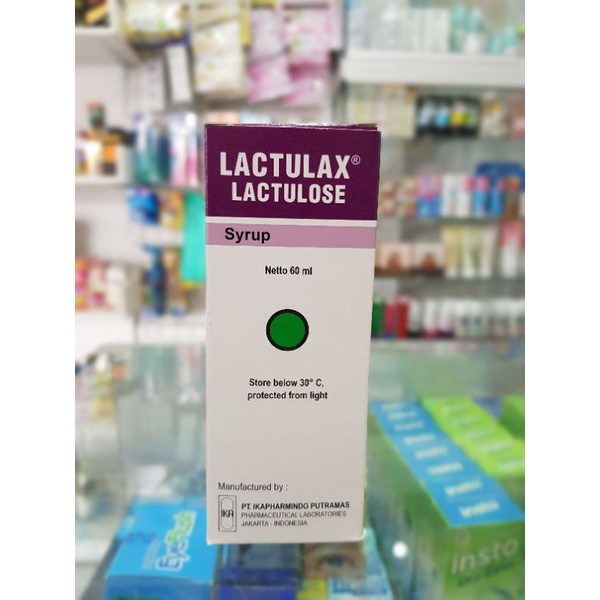 LACTULAX®
LACTULOSE
Syrup
Netto 60 ml
Store below 30° C,
protected from light
Manufactured by :
IKA
PT. IKAPHARMINDO PUTRAMAS
PHARMACEUTICAL LABORATORIES
JAKARTA - INDONESIA
insto